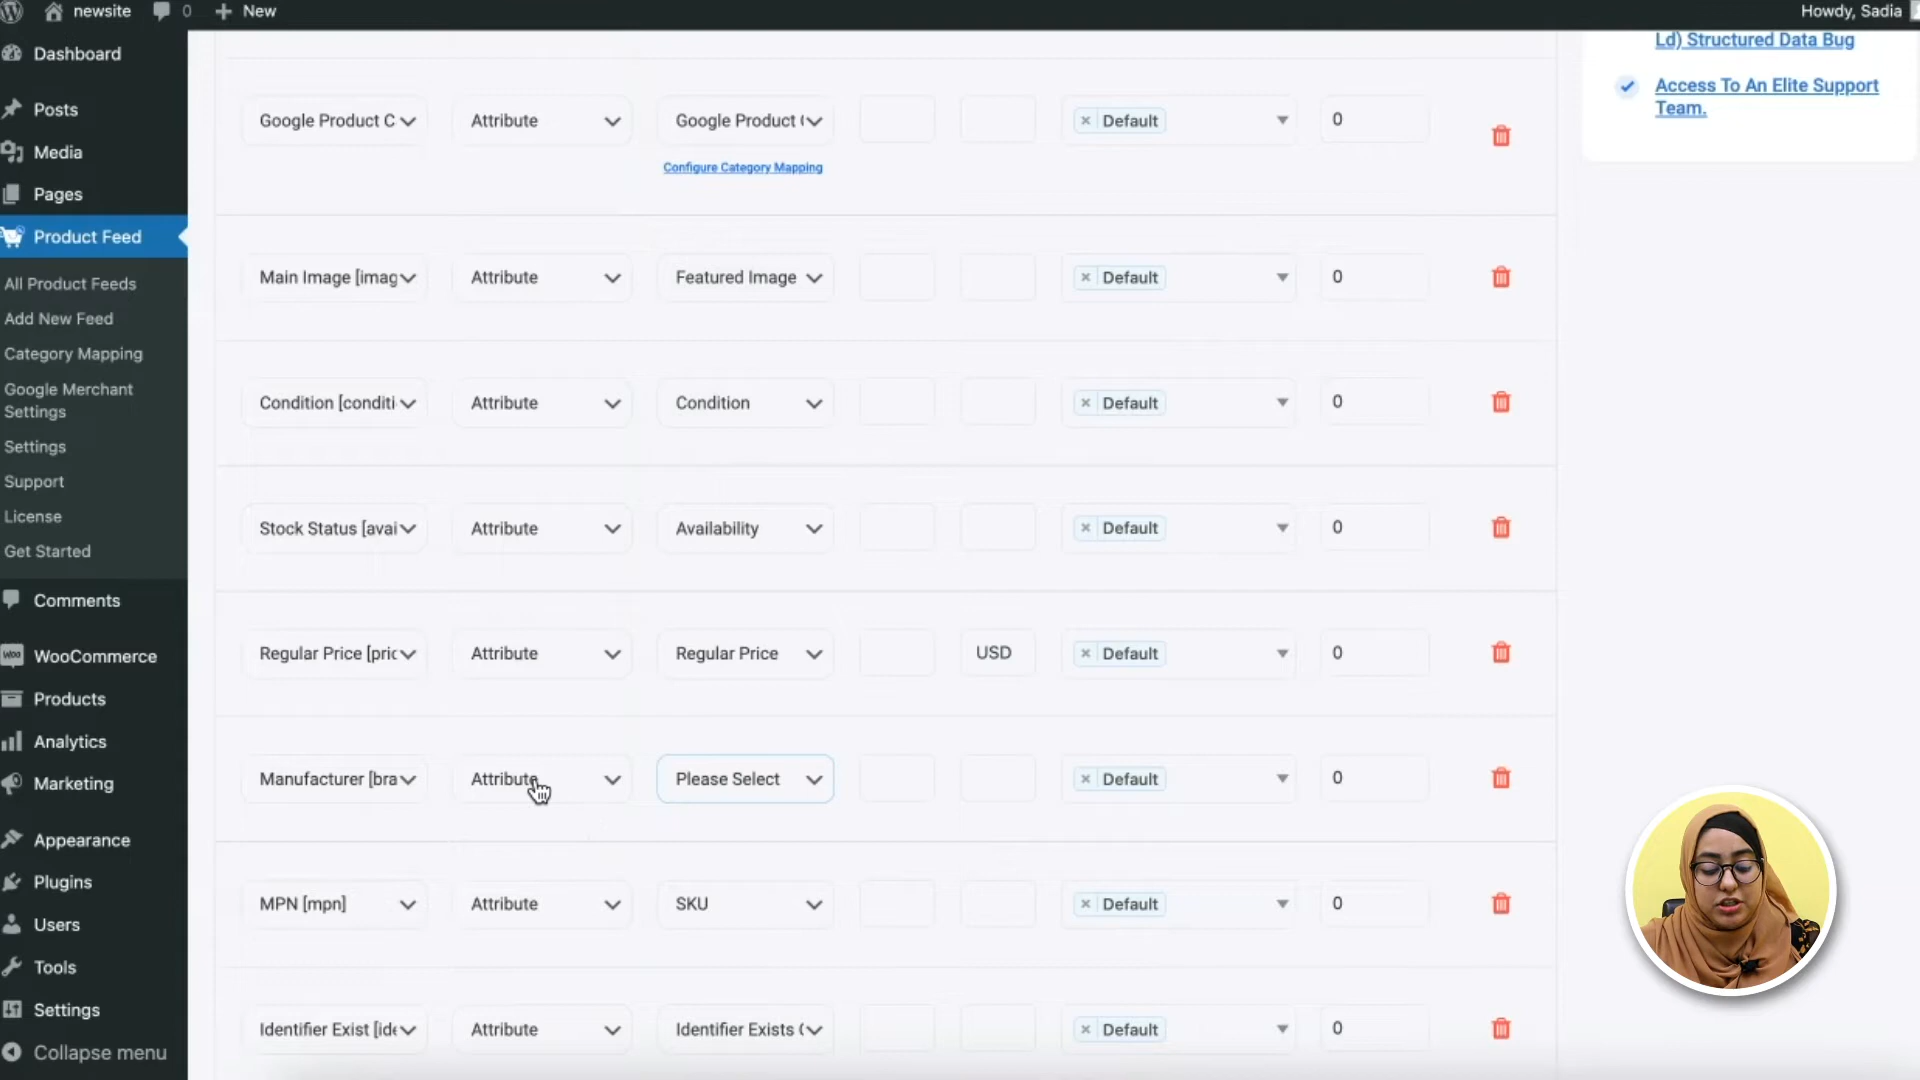 newsite
0
New
Howdy, Sadia
Dashboard
Posts
Media
Pages
Product Feed
All Product Feeds
Add New Feed
Category Mapping
Google Merchant
Settings
Settings
Support
License
Get Started
Comments
WooCommerce
Products
Analytics
Marketing
Appearance
Plugins
Users
Tools
Settings
Collapse menu
Google Product C
Attribute
Google Product (
× Default
0
Configure Category Mapping
Main Image [imag
Attribute
Featured Image
× Default
0
Condition [conditi
Attribute
Condition
× Default
0
Stock Status [avai
Attribute
Availability
× Default
0
Regular Price [pric
Attribute
Regular Price
USD
× Default
0
Manufacturer [bra
Attribute
Please Select
× Default
0
MPN [mpn]
Attribute
SKU
× Default
0
Identifier Exist [ide
Attribute
Identifier Exists (
× Default
0
Ld) Structured Data Bug
Access To An Elite Support
Team.